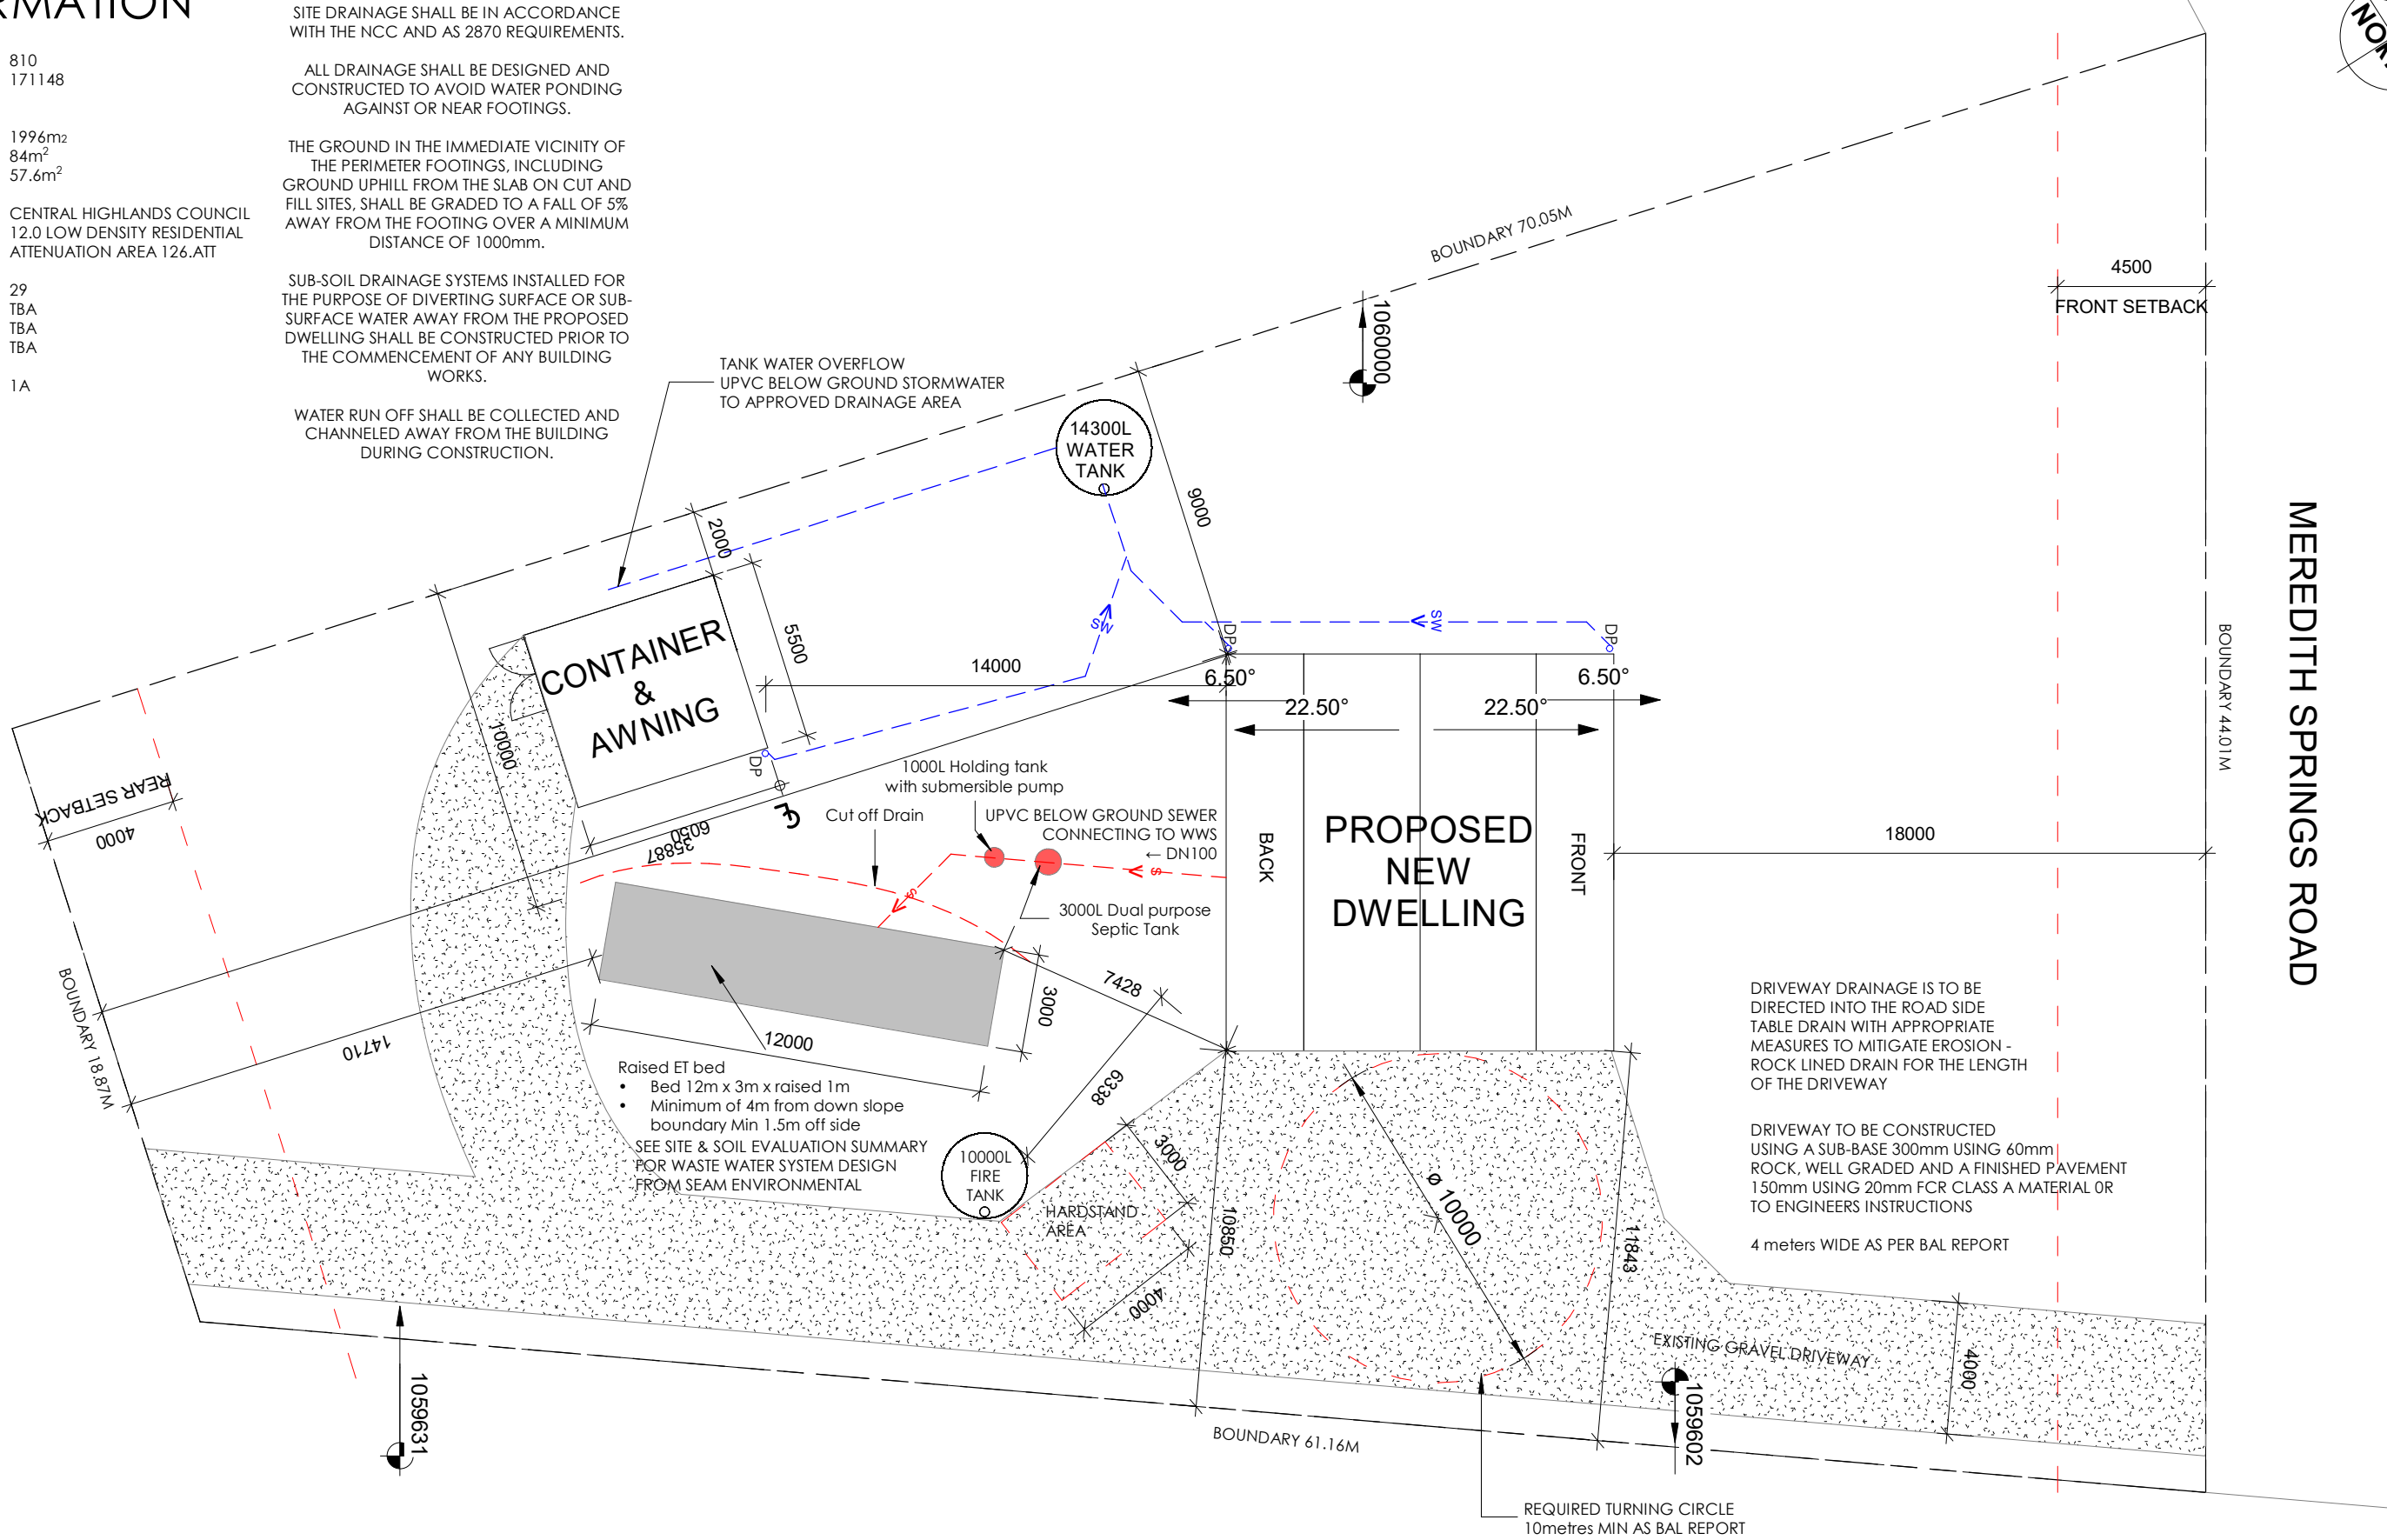 RMATION
810
171148
1996m2
84m²
57.6m²
CENTRAL HIGHLANDS COUNCIL
12.0 LOW DENSITY RESIDENTIAL
ATTENUATION AREA 126.ATT
29
TBA
TBA
TBA
1A
SITE DRAINAGE SHALL BE IN ACCORDANCE
WITH THE NCC AND AS 2870 REQUIREMENTS.
ALL DRAINAGE SHALL BE DESIGNED AND
CONSTRUCTED TO AVOID WATER PONDING
AGAINST OR NEAR FOOTINGS.
THE GROUND IN THE IMMEDIATE VICINITY OF
THE PERIMETER FOOTINGS, INCLUDING
GROUND UPHILL FROM THE SLAB ON CUT AND
FILL SITES, SHALL BE GRADED TO A FALL OF 5%
AWAY FROM THE FOOTING OVER A MINIMUM
DISTANCE OF 1000mm.
SUB-SOIL DRAINAGE SYSTEMS INSTALLED FOR
THE PURPOSE OF DIVERTING SURFACE OR SUB-
SURFACE WATER AWAY FROM THE PROPOSED
DWELLING SHALL BE CONSTRUCTED PRIOR TO
THE COMMENCEMENT OF ANY BUILDING
WORKS.
WATER RUN OFF SHALL BE COLLECTED AND
CHANNELED AWAY FROM THE BUILDING
DURING CONSTRUCTION.
TANK WATER OVERFLOW
UPVC BELOW GROUND STORMWATER
TO APPROVED DRAINAGE AREA
14300L
WATER
TANK
BOUNDARY 70.05M
1060000
4500
FRONT SETBACK
MEREDITH SPRINGS ROAD
BOUNDARY 44.01M
9000
2000
5500
14000
CONTAINER
&
AWNING
10000
DP
SW
SW
DP
DP
6.50°
6.50°
22.50°
22.50°
REAR SETBACK
4000
6050
35887
1000L Holding tank
with submersible pump
Cut off Drain
UPVC BELOW GROUND SEWER
CONNECTING TO WWS
← DN100
S
S
3000L Dual purpose
Septic Tank
BACK
PROPOSED
NEW
DWELLING
FRONT
18000
BOUNDARY 18.87M
14710
12000
3000
7428
6338
Raised ET bed
• Bed 12m x 3m x raised 1m
• Minimum of 4m from down slope
boundary Min 1.5m off side
SEE SITE & SOIL EVALUATION SUMMARY
FOR WASTE WATER SYSTEM DESIGN
FROM SEAM ENVIRONMENTAL
10000L
FIRE
TANK
HARDSTAND
AREA
3000
4000
10850
ø 10000
11843
DRIVEWAY DRAINAGE IS TO BE
DIRECTED INTO THE ROAD SIDE
TABLE DRAIN WITH APPROPRIATE
MEASURES TO MITIGATE EROSION -
ROCK LINED DRAIN FOR THE LENGTH
OF THE DRIVEWAY
DRIVEWAY TO BE CONSTRUCTED
USING A SUB-BASE 300mm USING 60mm
ROCK, WELL GRADED AND A FINISHED PAVEMENT
150mm USING 20mm FCR CLASS A MATERIAL 0R
TO ENGINEERS INSTRUCTIONS
4 meters WIDE AS PER BAL REPORT
EXISTING GRAVEL DRIVEWAY
4000
1059631
1059602
BOUNDARY 61.16M
REQUIRED TURNING CIRCLE
10metres MIN AS BAL REPORT